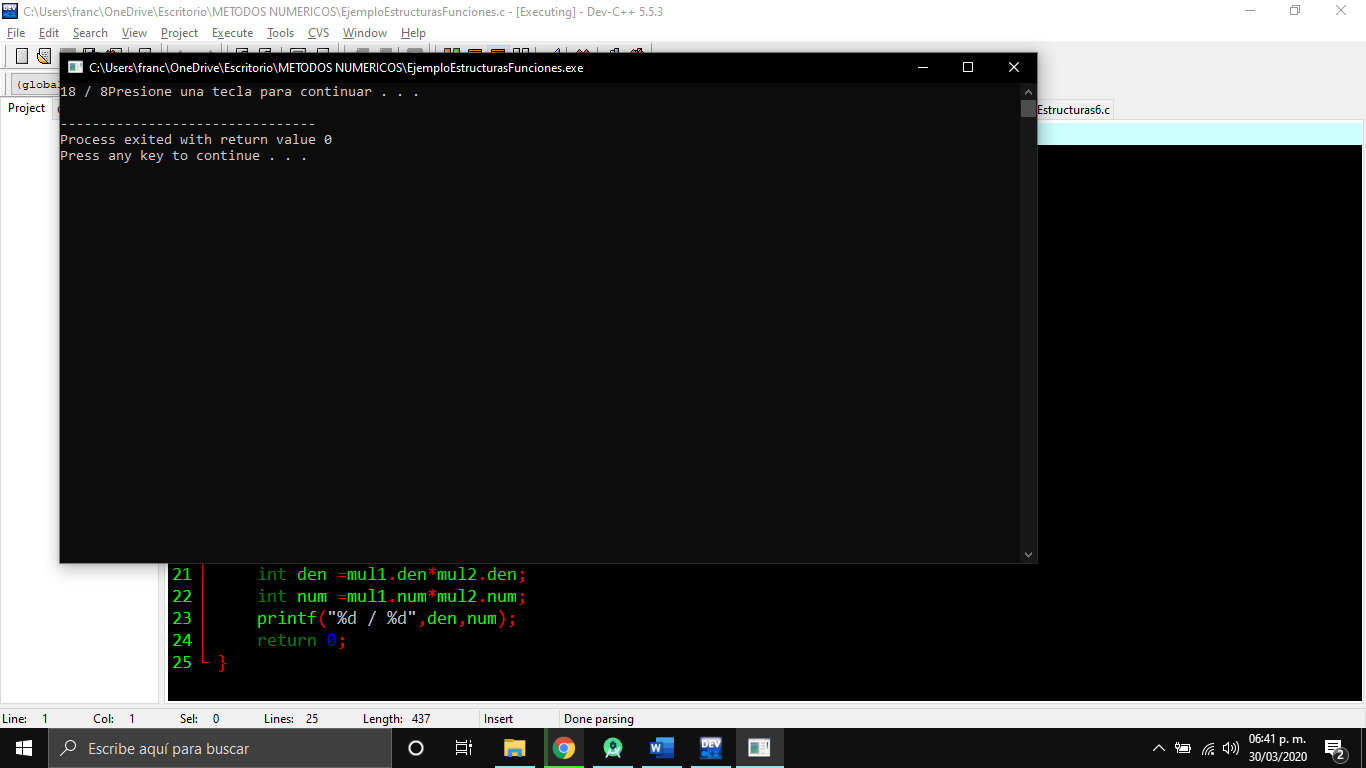 C:\Users\franc\OneDrive\Escritorio\METODOS NUMERICOS\EjemploEstructurasFunciones.c - [Executing] - Dev-C++ 5.5.3
File Edit Search View Project Execute Tools CVS Window Help
C:\Users\franc\OneDrive\Escritorio\METODOS NUMERICOS\EjemploEstructurasFunciones.exe
(globa
18 / 8Presione una tecla para continuar . . .
Project
Estructuras6.c
--------------------------------
Process exited with return value 0
Press any key to continue . . .
21 int den =mul1.den*mul2.den;
22 int num =mul1.num*mul2.num;
23 printf("%d / %d",den,num);
24 return 0;
25 }
Line: 1 Col: 1 Sel: 0 Lines: 25 Length: 437 Insert Done parsing
Escribe aquí para buscar
DEV C++
06:41 p. m.
30/03/2020
2